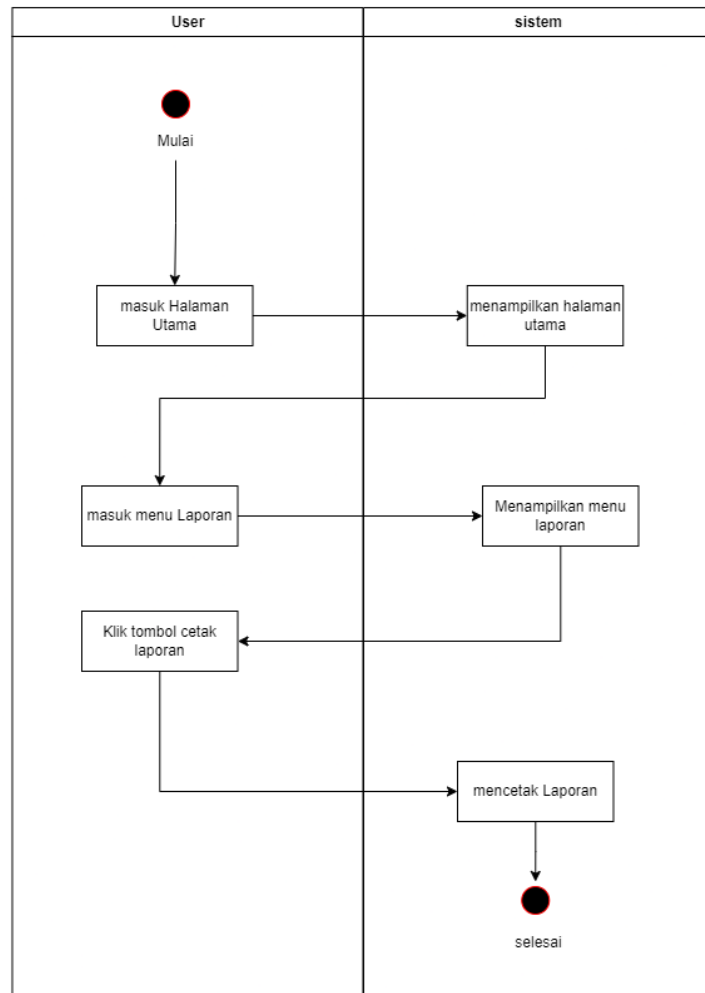 User
sistem
Mulai
masuk Halaman
Utama
menampilkan halaman
utama
masuk menu Laporan
Menampilkan menu
laporan
Klik tombol cetak
laporan
mencetak Laporan
selesai